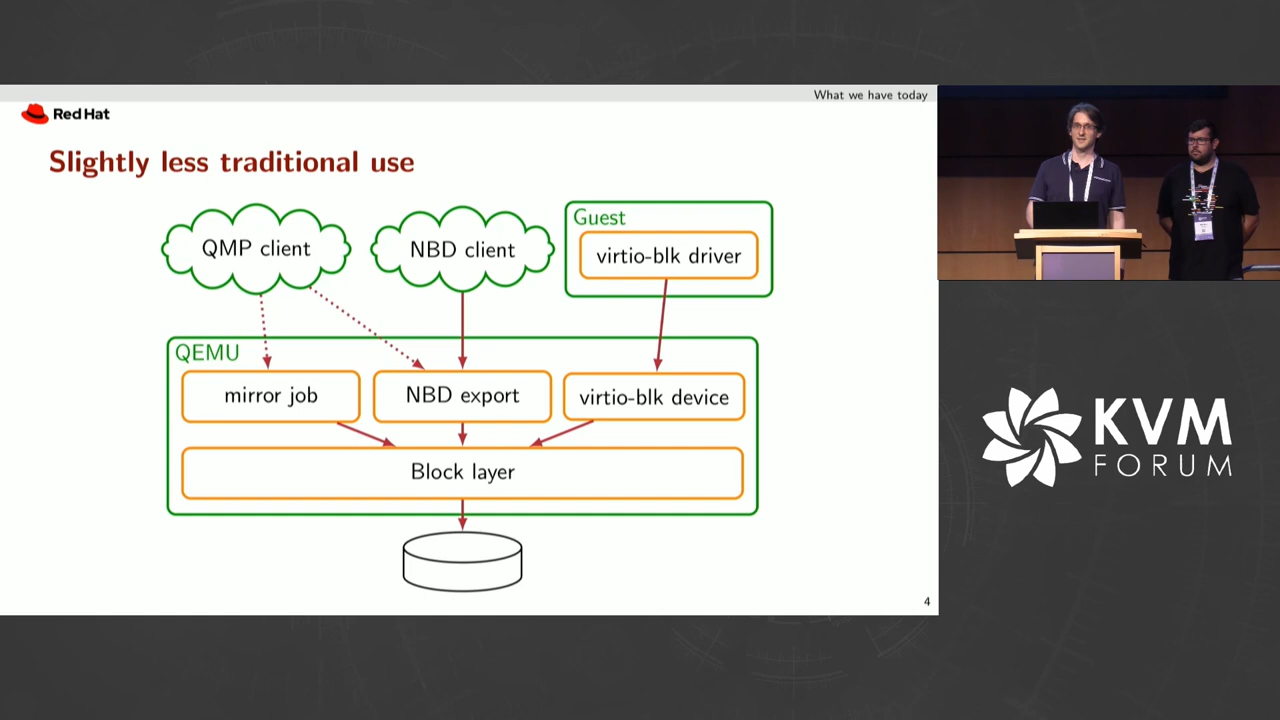 What we have today
Red Hat
Slightly less traditional use
QMP client
NBD client
Guest
virtio-blk driver
QEMU
mirror job
NBD export
virtio-blk device
Block layer
4
KVM
FORUM